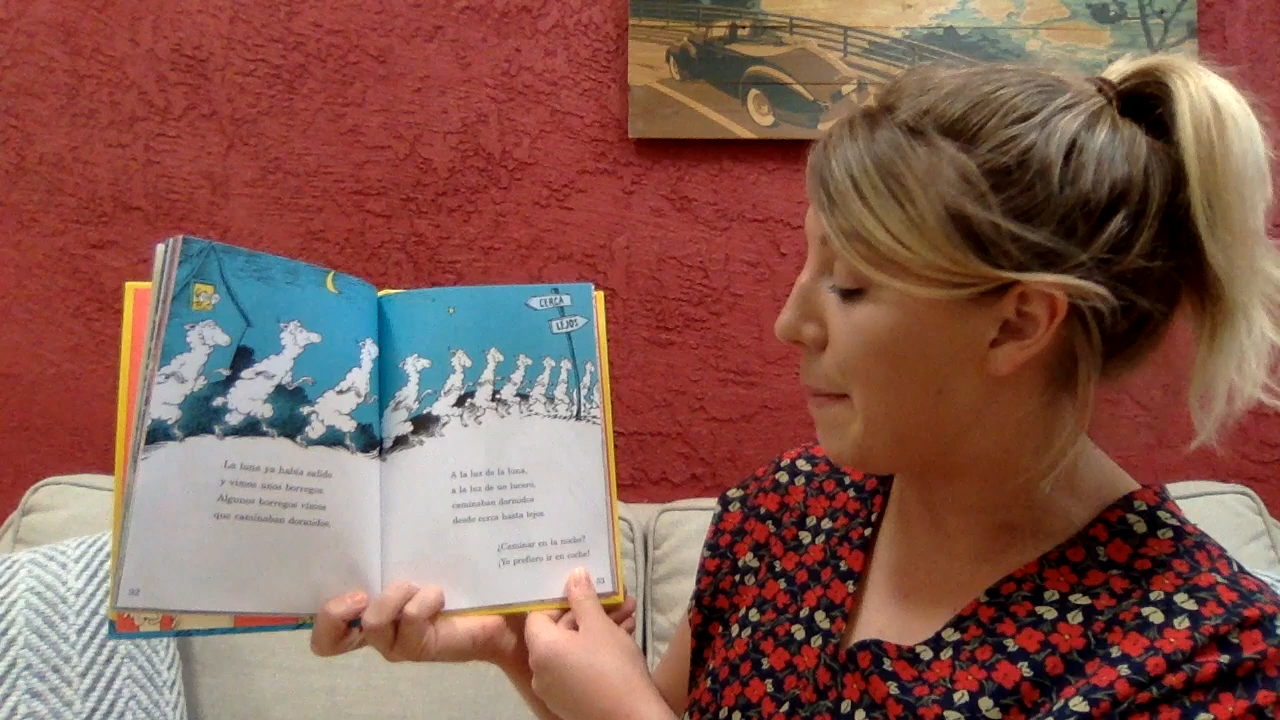 La luna ya había salido
y vimos unos borregos
Algunos borregos vimos
que caminaban dormidos.
32
CERCA
LEJOS
A la luz de la luna,
a la luz de un lucero,
caminaban dormidos
desde cerca hasta lejos
¿Caminar en la noche?
¡Yo prefiero ir en coche!
33